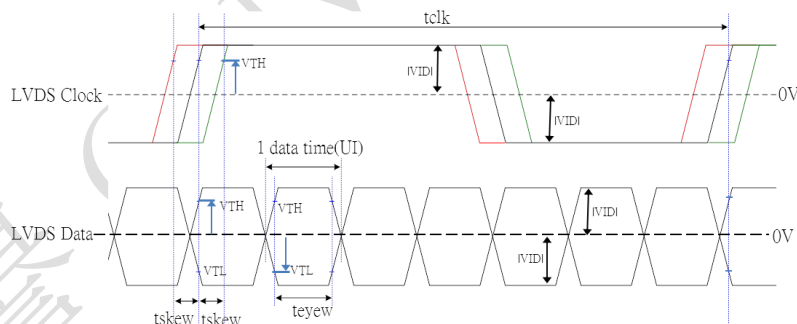 tclk
VTH
|VID|
LVDS Clock
0V
|VID|
1 data time(UI)
VTH
VTH
|VID|
LVDS Data
0V
VTL
VTL
|VID|
tskew
tskew
teyew